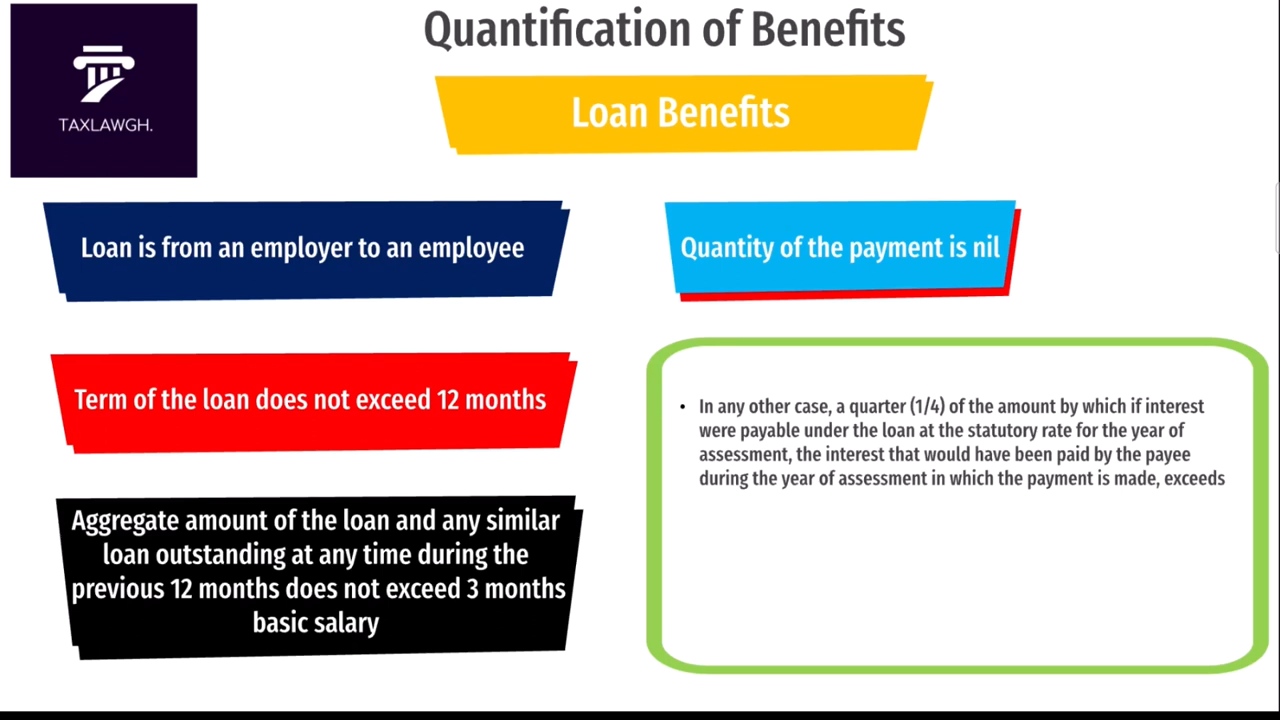 Quantification of Benefits
TAXLAWGH.
Loan Benefits
Loan is from an employer to an employee
Quantity of the payment is nil
Term of the loan does not exceed 12 months
Aggregate amount of the loan and any similar
loan outstanding at any time during the
previous 12 months does not exceed 3 months
basic salary
• In any other case, a quarter (1/4) of the amount by which if interest
were payable under the loan at the statutory rate for the year of
assessment, the interest that would have been paid by the payee
during the year of assessment in which the payment is made, exceeds